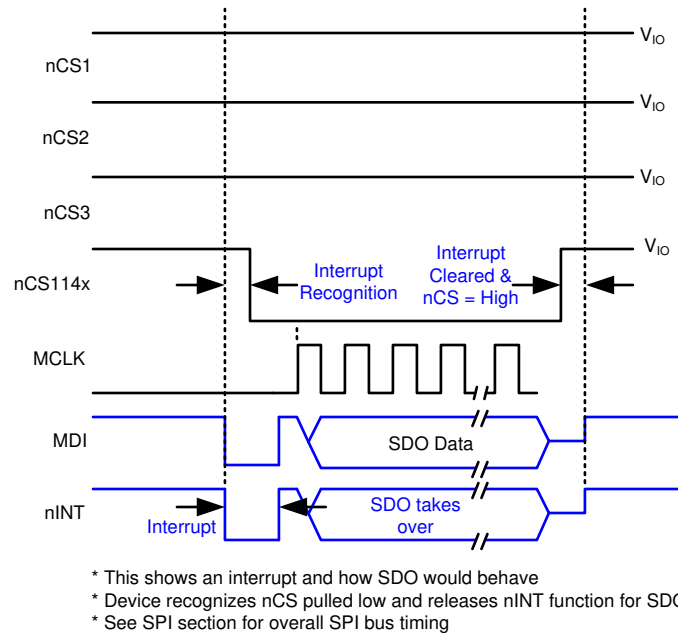 V_IO
nCS1
V_IO
nCS2
V_IO
nCS3
V_IO
nCS114x
Interrupt
Recognition
Interrupt
Cleared &
nCS = High
MCLK
MDI
SDO Data
nINT
Interrupt
SDO takes
over
* This shows an interrupt and how SDO would behave
* Device recognizes nCS pulled low and releases nINT function for SDO
* See SPI section for overall SPI bus timing